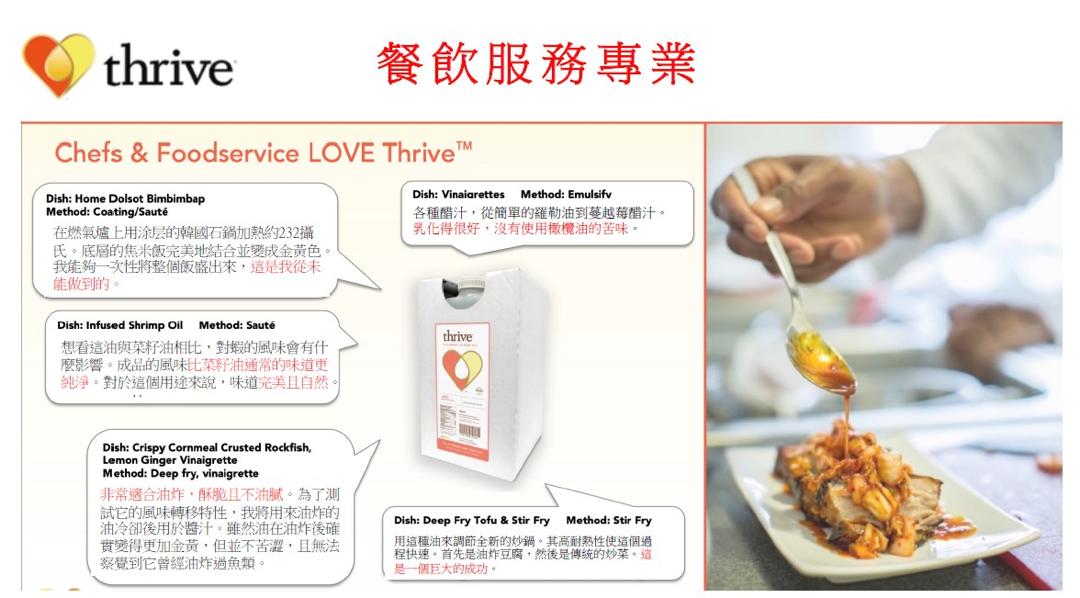 thrive
餐飲服務專業
Chefs & Foodservice LOVE Thrive™
Dish: Home Dolsot Bimbimbap
Method: Coating/Sauté
在燃氣爐上用涂层的韓國石鍋加熱約232攝
氏。底層的焦米飯完美地結合並變成金黃色。
我能夠一次性將整個飯盛出來，這是我從未
能做到的。
Dish: Vinaigrettes Method: Emulsify
各種醋汁，從簡單的羅勒油到蔓越莓醋汁。
乳化得很好，沒有使用橄欖油的苦味。
Dish: Infused Shrimp Oil Method: Sauté
想看這油與菜籽油相比，對蝦的風味會有什
麼影響。成品的風味比菜籽油通常的味道更
純淨。對於這個用途來說，味道完美且自然。
thrive
Dish: Crispy Cornmeal Crusted Rockfish,
Lemon Ginger Vinaigrette
Method: Deep fry, vinaigrette
非常適合油炸，酥脆且不油膩。為了測
試它的風味轉移特性，我將用來油炸的
油冷卻後用於醬汁。雖然油在油炸後確
實變得更加金黃，但並不苦澀，且無法
察覺到它曾經油炸過魚類。
Dish: Deep Fry Tofu & Stir Fry Method: Stir Fry
用這種油來調節全新的炒鍋。其高耐熱性使這個過
程快速。首先是油炸豆腐，然後是傳統的炒菜。這
是一個巨大的成功。